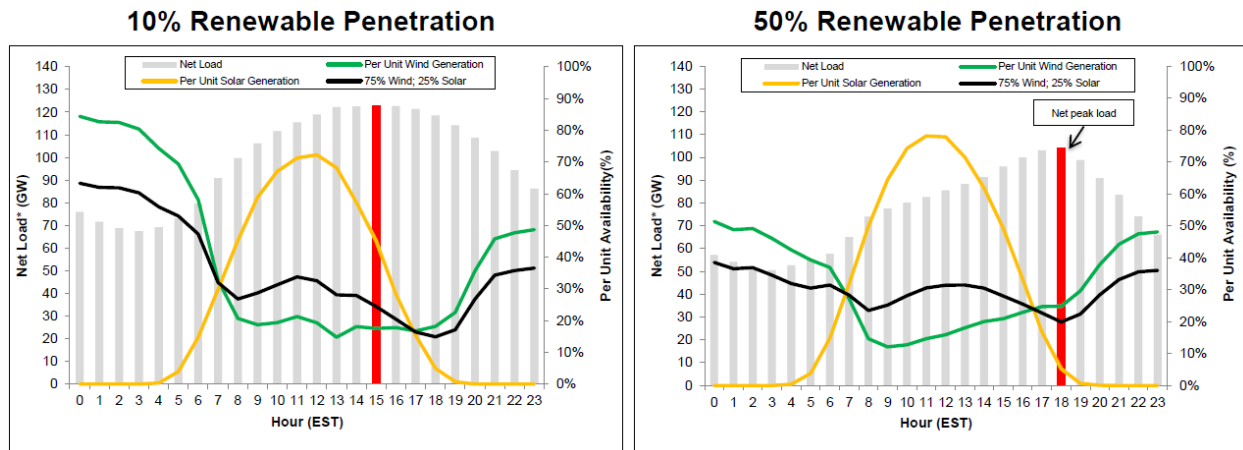 10% Renewable Penetration
Net Load
Per Unit Wind Generation
Per Unit Solar Generation
75% Wind; 25% Solar
140
130
120
110
100
90
80
70
60
50
40
30
20
10
0
Net Load* (GW)
100%
90%
80%
70%
60%
50%
40%
30%
20%
10%
0%
Per Unit Availability(%)
0 1 2 3 4 5 6 7 8 9 10 11 12 13 14 15 16 17 18 19 20 21 22 23
Hour (EST)
50% Renewable Penetration
Net Load
Per Unit Wind Generation
Per Unit Solar Generation
75% Wind; 25% Solar
Net peak load
140
130
120
110
100
90
80
70
60
50
40
30
20
10
0
Net Load* (GW)
100%
90%
80%
70%
60%
50%
40%
30%
20%
10%
0%
Per Unit Availability(%)
0 1 2 3 4 5 6 7 8 9 10 11 12 13 14 15 16 17 18 19 20 21 22 23
Hour (EST)